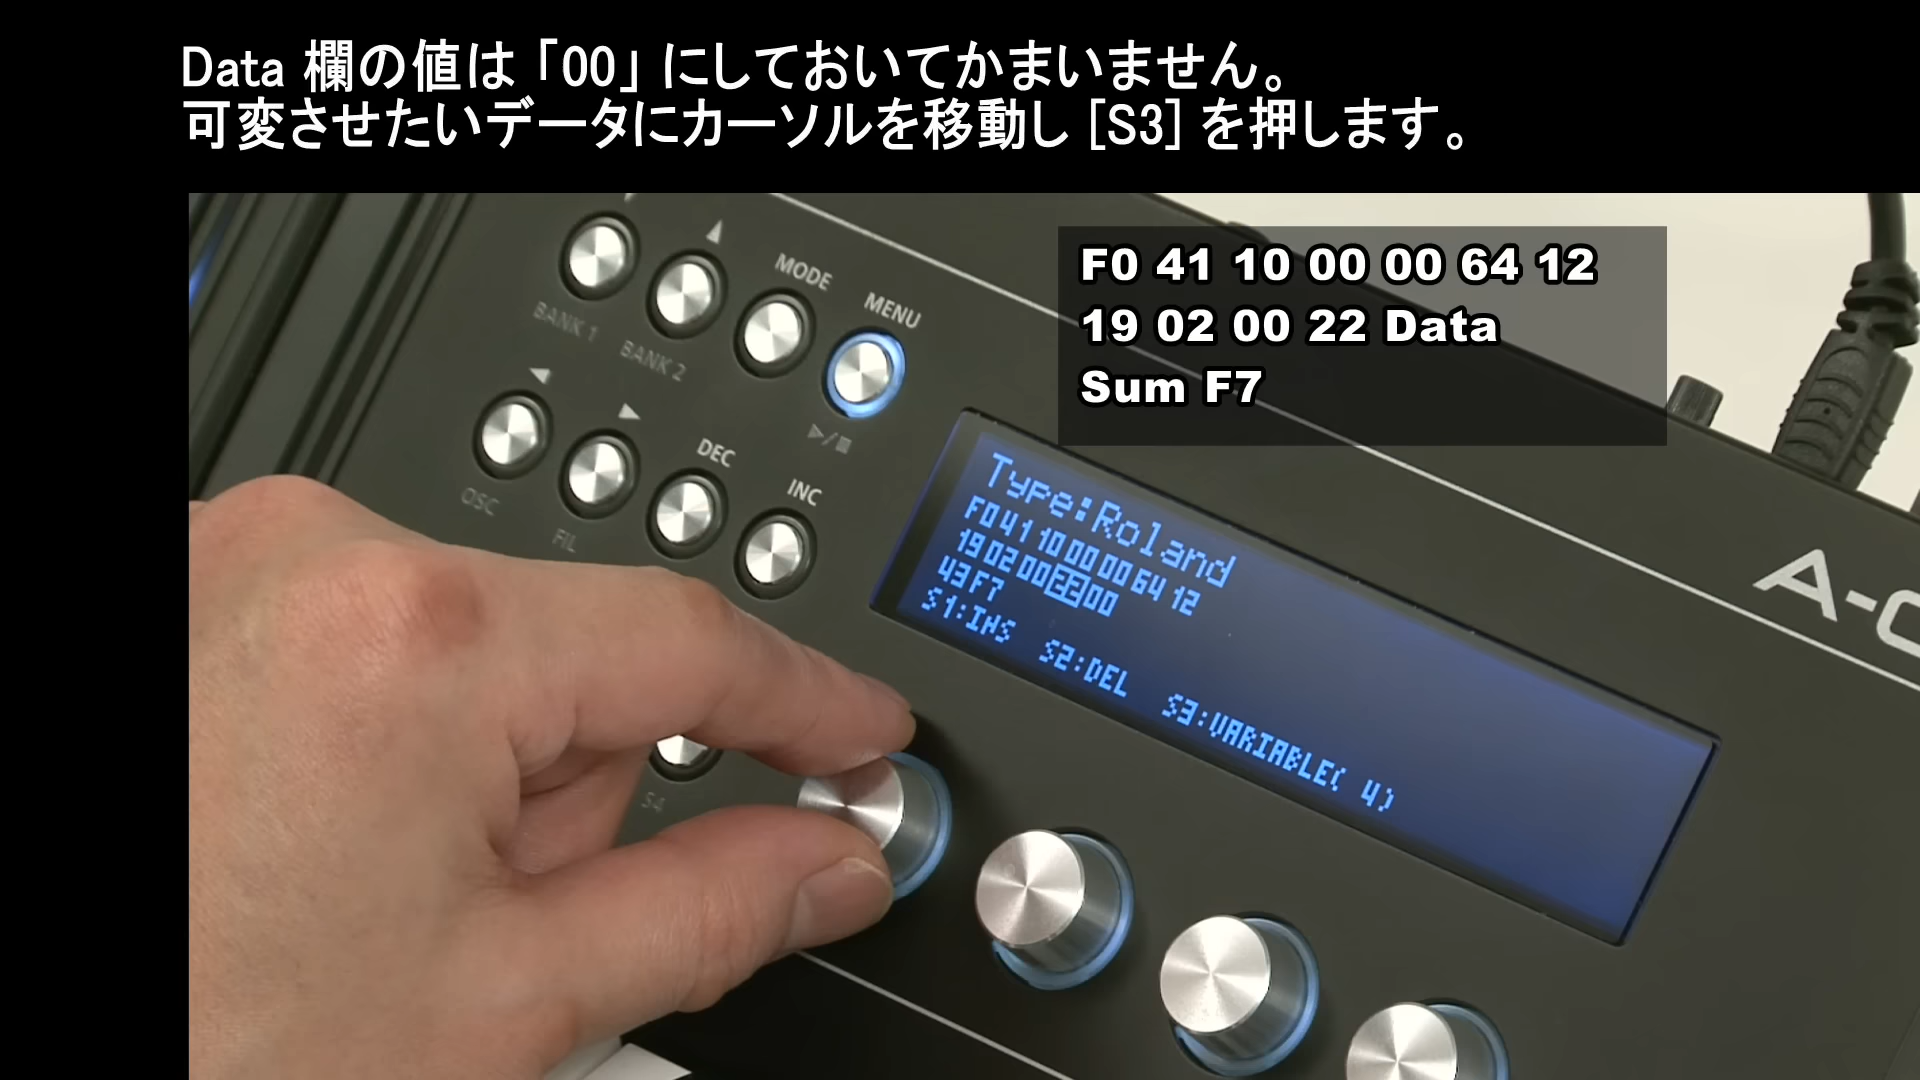 Data 欄の値は「00」にしておいてかまいません。
可変させたいデータにカーソルを移動し [S3] を押します。
F0 41 10 00 00 64 12
19 02 00 22 Data
Sum F7
MODE
MENU
BANK 1
BANK 2
DEC
INC
OSC
FIL
S4
Type:Roland
F0 41 10 00 00 64 12
19 02 00 22 00
43 F7
S1:INS S2:DEL S3:VARIABLE( 4)
A-